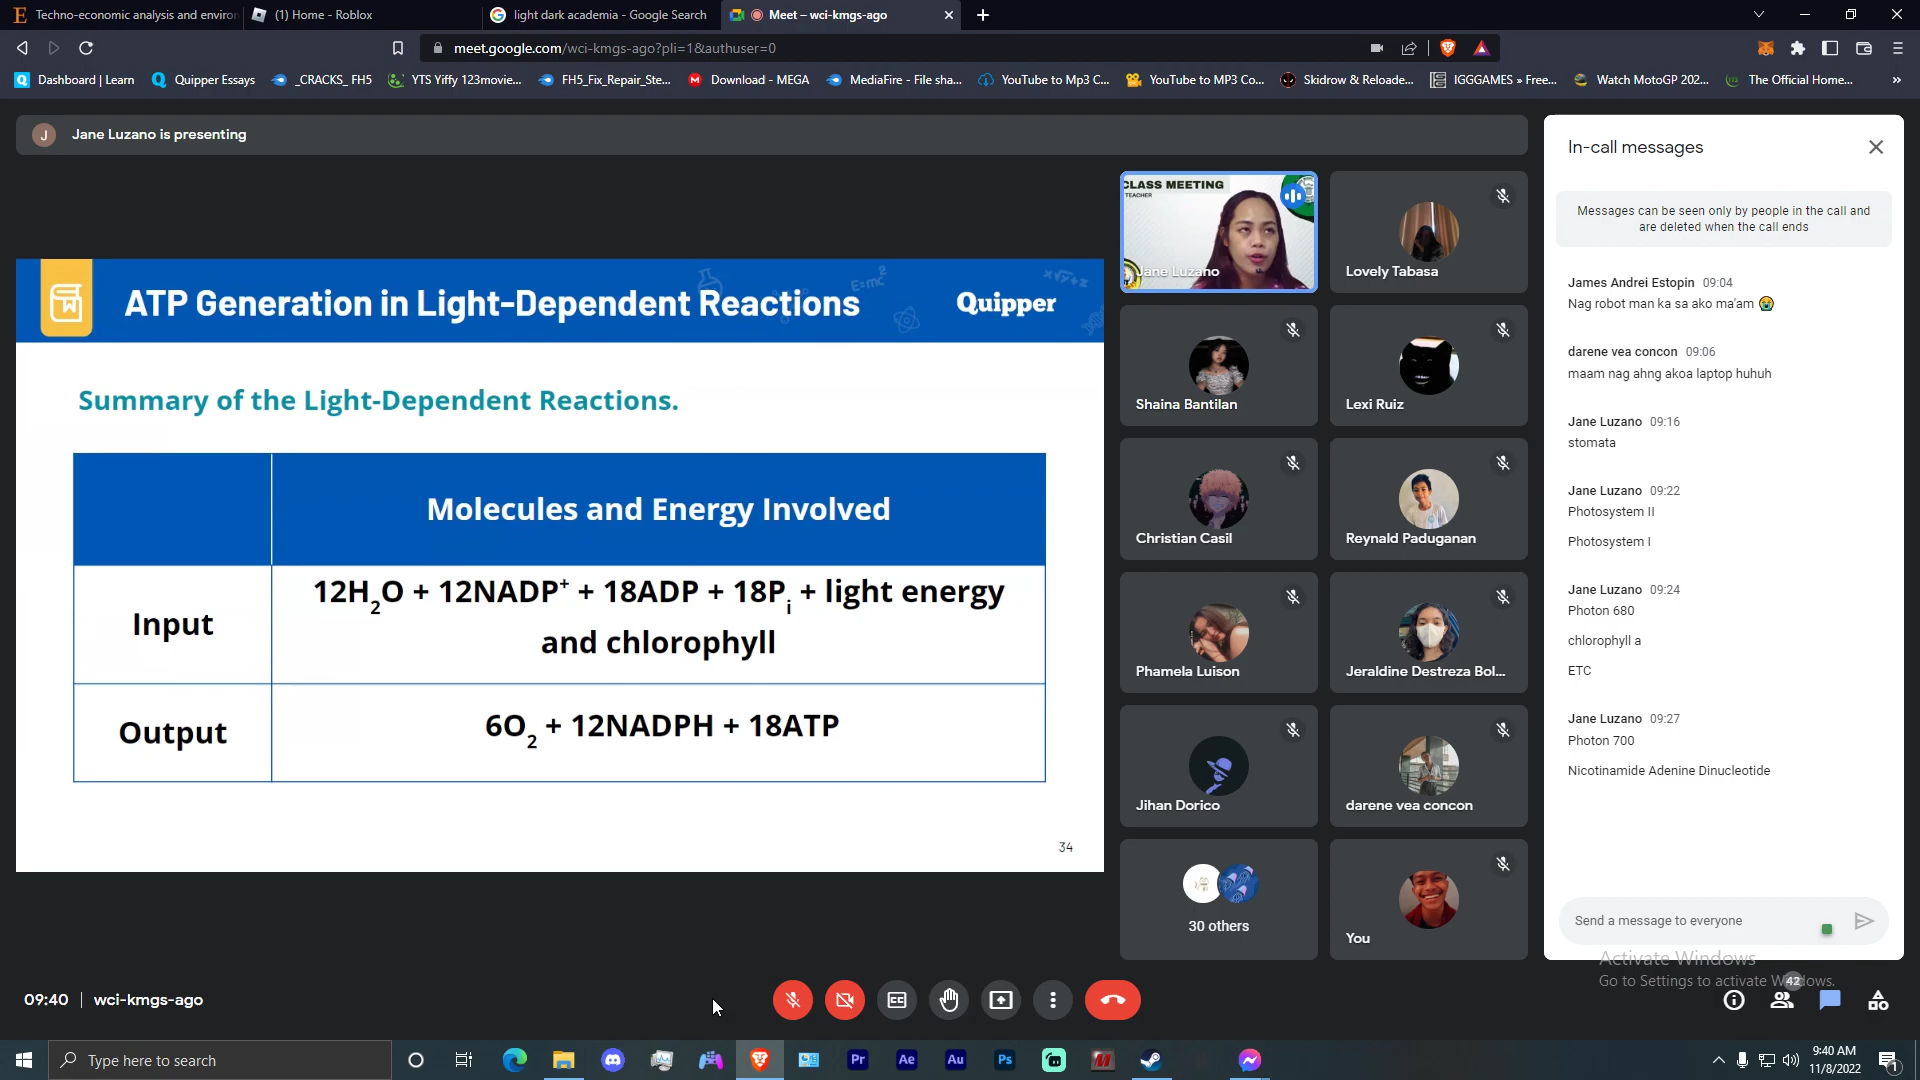 Techno-economic analysis and environ
(1) Home - Roblox
light dark academia - Google Search
Meet – wci-kmgs-ago
meet.google.com/wci-kmgs-ago?pli=1&authuser=0
Dashboard | Learn
Quipper Essays
_CRACKS_ FH5
YTS Yiffy 123movie...
FH5_Fix_Repair_Ste...
Download - MEGA
MediaFire - File sha...
YouTube to Mp3 C...
YouTube to MP3 Co...
Skidrow & Reloade...
IGGGAMES » Free...
Watch MotoGP 202...
The Official Home...
J
Jane Luzano is presenting
ATP Generation in Light-Dependent Reactions
E=mc²
Quipper
Summary of the Light-Dependent Reactions.
Molecules and Energy Involved
Input
12H₂O + 12NADP⁺ + 18ADP + 18Pᵢ + light energy
and chlorophyll
Output
6O₂ + 12NADPH + 18ATP
34
CLASS MEETING
TEACHER
Jane Luzano
Lovely Tabasa
Shaina Bantilan
Lexi Ruiz
Christian Casil
Reynald Paduganan
Phamela Luison
Jeraldine Destreza Bol...
Jihan Dorico
darene vea concon
30 others
You
In-call messages
Messages can be seen only by people in the call and
are deleted when the call ends
James Andrei Estopin 09:04
Nag robot man ka sa ako ma'am 😭
darene vea concon 09:06
maam nag ahng akoa laptop huhuh
Jane Luzano 09:16
stomata
Jane Luzano 09:22
Photosystem II
Photosystem I
Jane Luzano 09:24
Photon 680
chlorophyll a
ETC
Jane Luzano 09:27
Photon 700
Nicotinamide Adenine Dinucleotide
Send a message to everyone
Activate Windows
Go to Settings to activate Windows.
42
09:40 | wci-kmgs-ago
Type here to search
Pr
Ae
Au
Ps
9:40 AM
11/8/2022
1